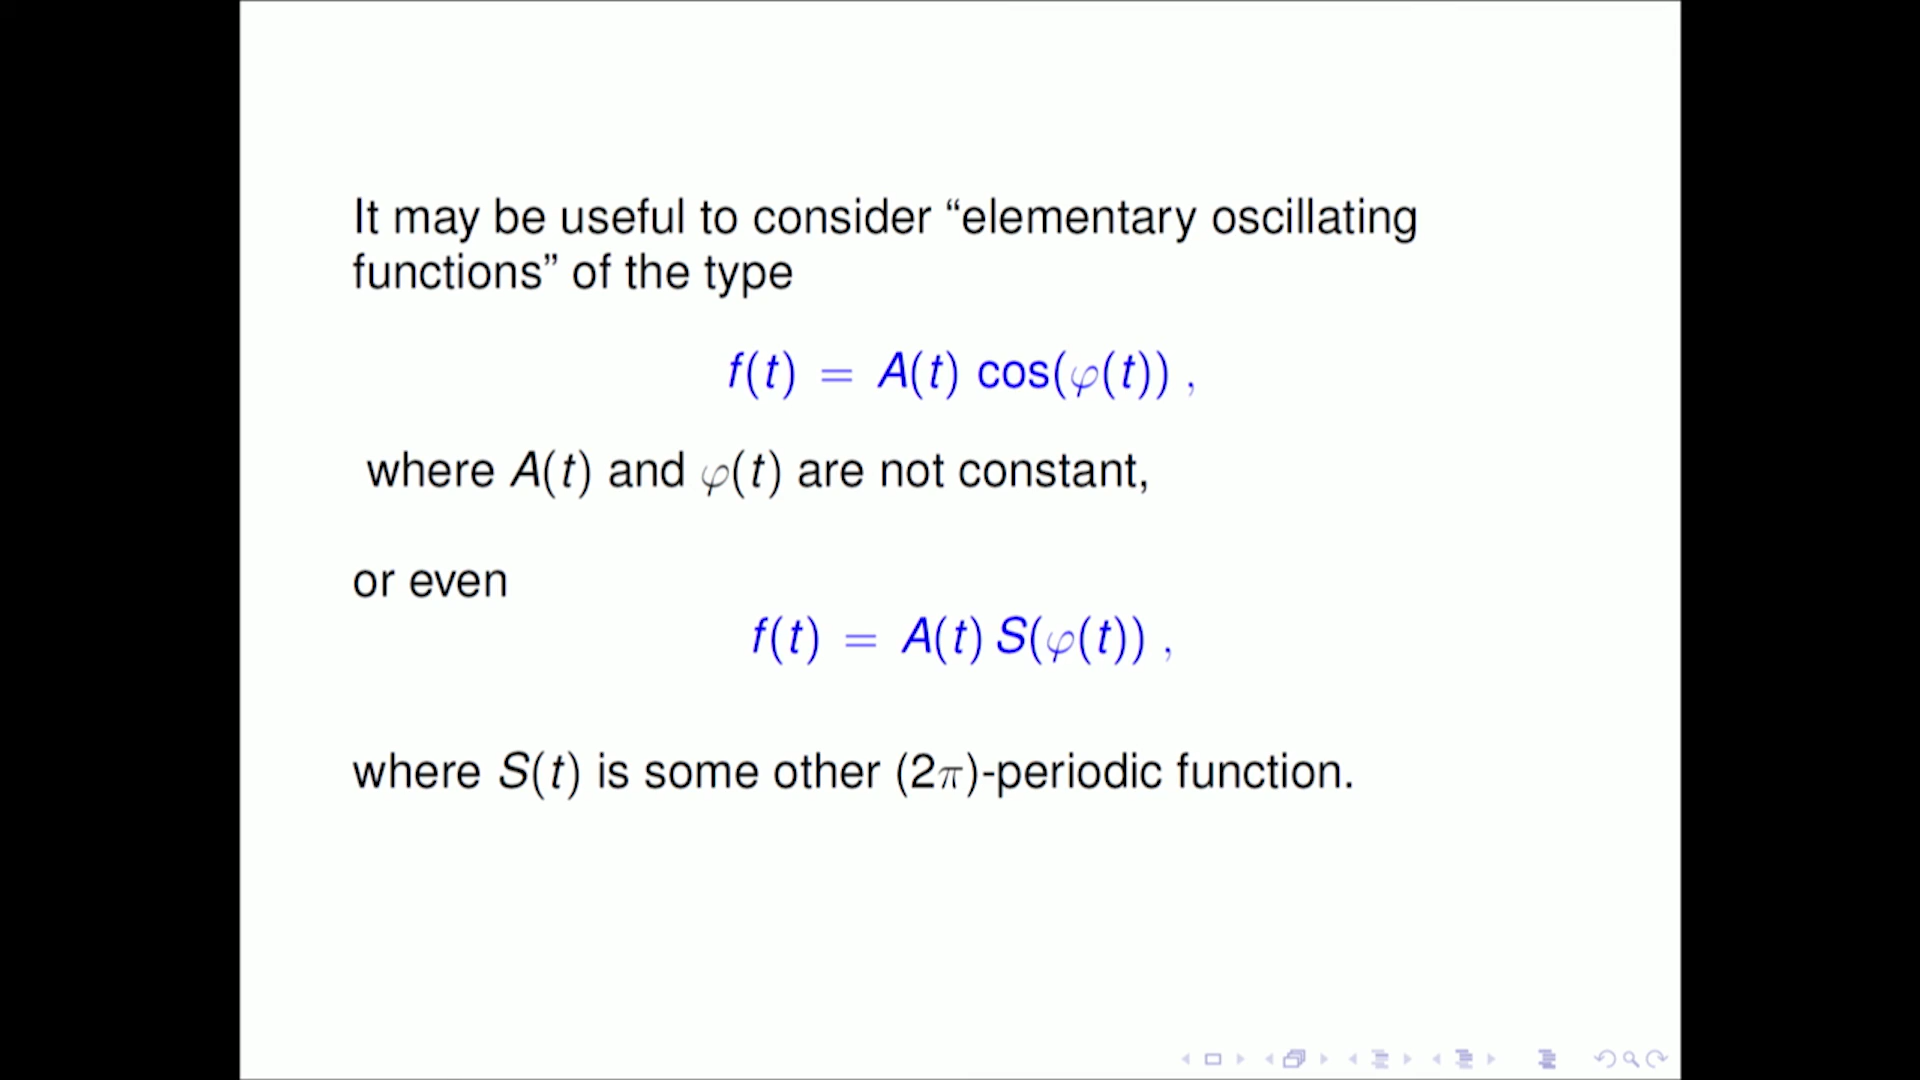 It may be useful to consider “elementary oscillating
functions” of the type
f(t) = A(t) cos(φ(t)) ,
where A(t) and φ(t) are not constant,
or even
f(t) = A(t) S(φ(t)) ,
where S(t) is some other (2π)-periodic function.